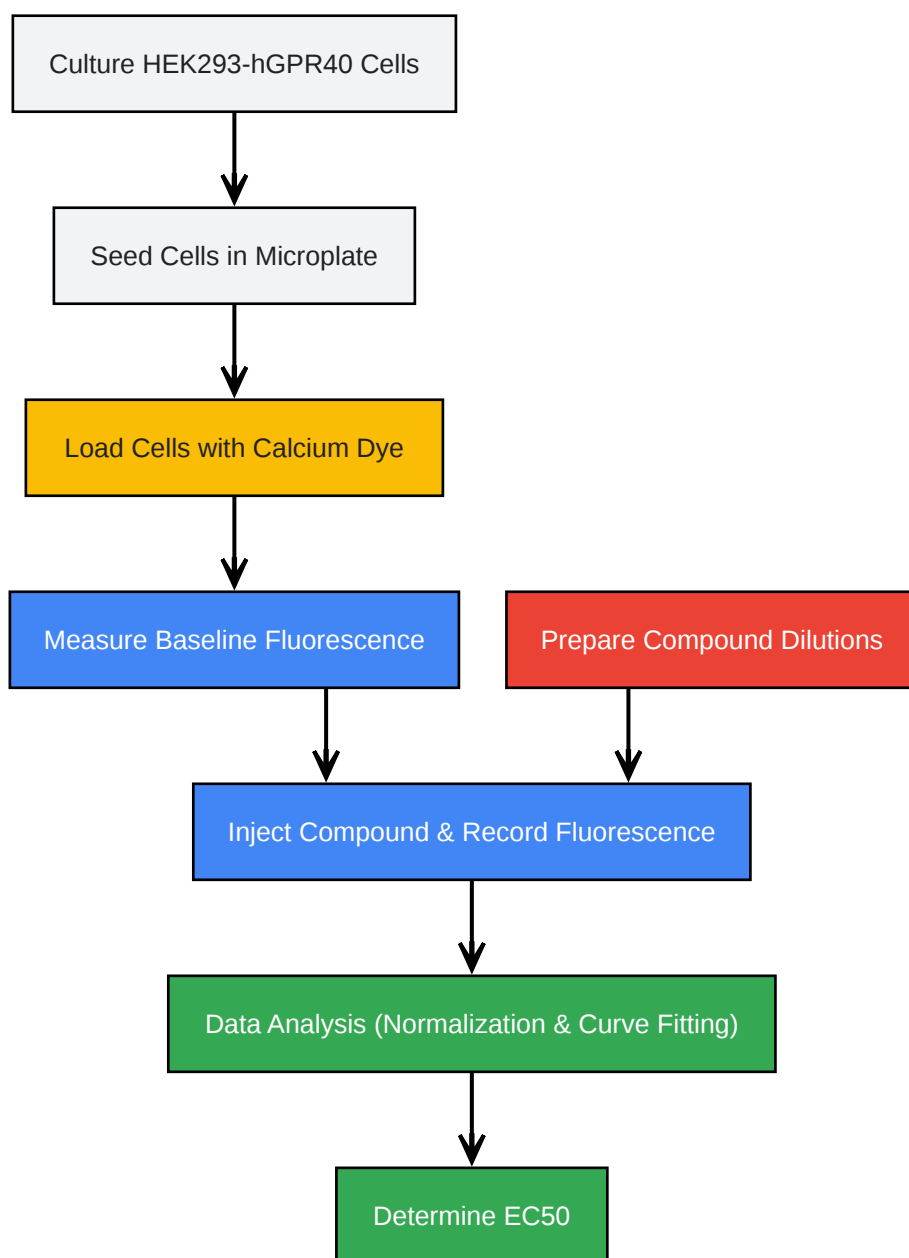 Culture HEK293-hGPR40 Cells
Seed Cells in Microplate
Load Cells with Calcium Dye
Measure Baseline Fluorescence
Prepare Compound Dilutions
Inject Compound & Record Fluorescence
Data Analysis (Normalization & Curve Fitting)
Determine EC50